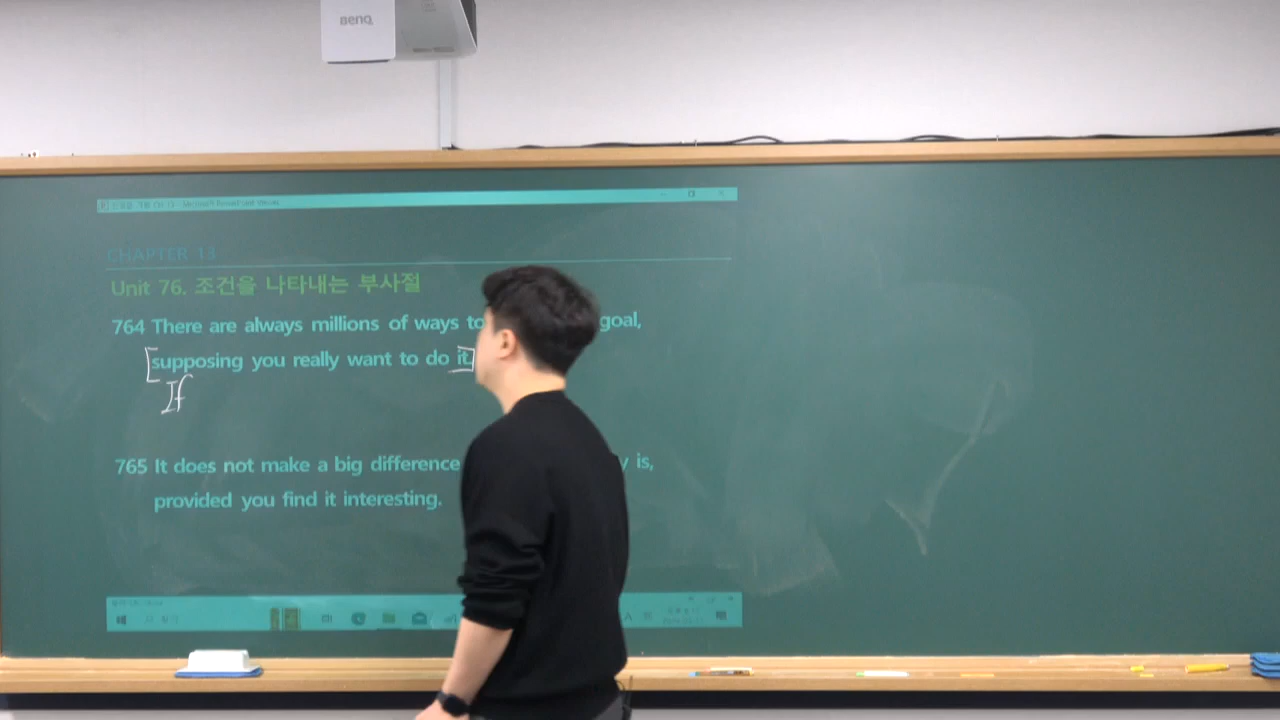 BenQ
CHAPTER 13
Unit 76. 조건을 나타내는 부사절
764 There are always millions of ways to goal,
[supposing you really want to do it.]
If
765 It does not make a big difference y is,
provided you find it interesting.